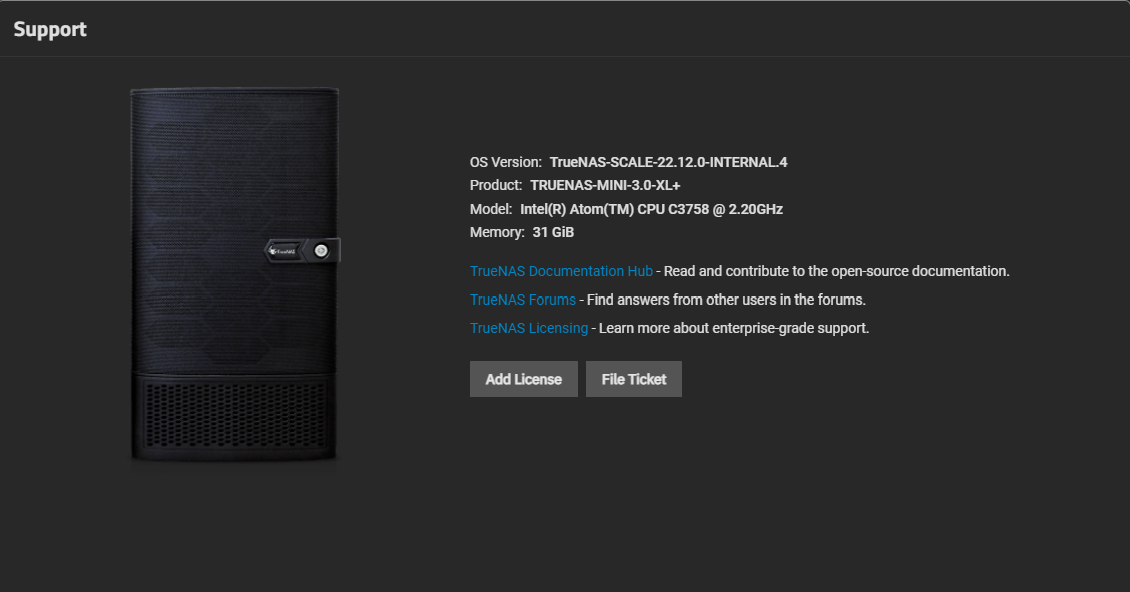 Support
OS Version: TrueNAS-SCALE-22.12.0-INTERNAL.4
Product: TRUENAS-MINI-3.0-XL+
Model: Intel(R) Atom(TM) CPU C3758 @ 2.20GHz
Memory: 31 GiB
TrueNAS
TrueNAS Documentation Hub - Read and contribute to the open-source documentation.
TrueNAS Forums - Find answers from other users in the forums.
TrueNAS Licensing - Learn more about enterprise-grade support.
Add License
File Ticket